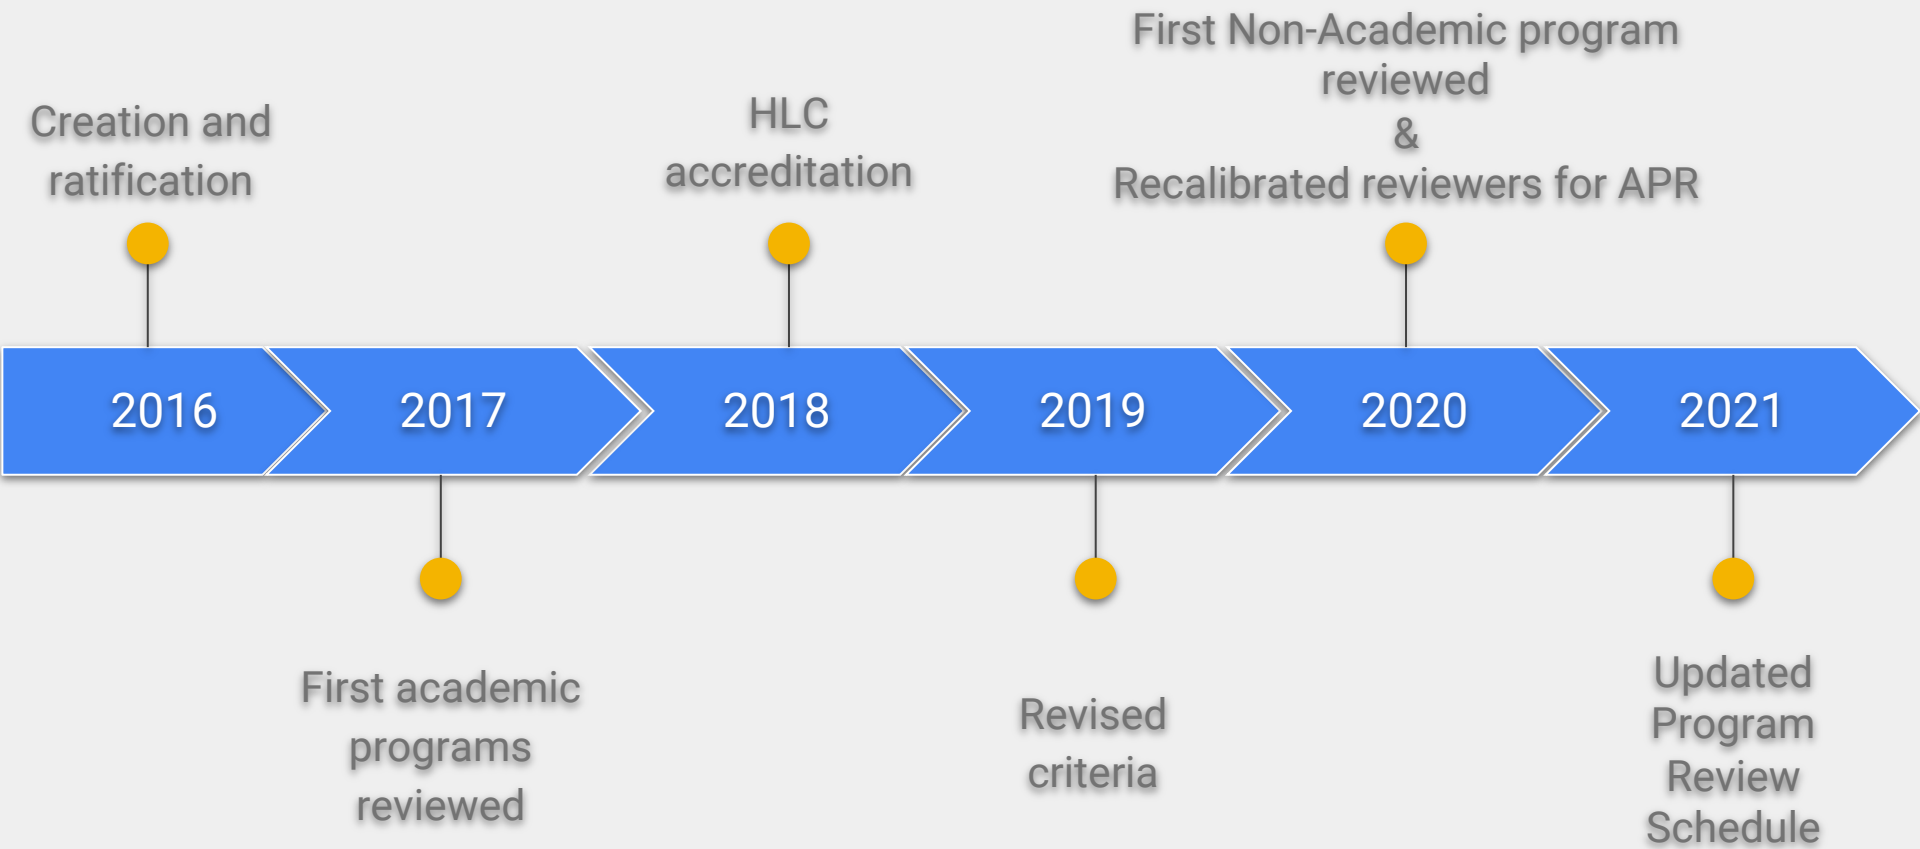 First Non-Academic program
reviewed
&
Recalibrated reviewers for APR
Creation and
ratification
HLC
accreditation
2016
2017
2018
2019
2020
2021
First academic
programs
reviewed
Revised
criteria
Updated
Program
Review
Schedule